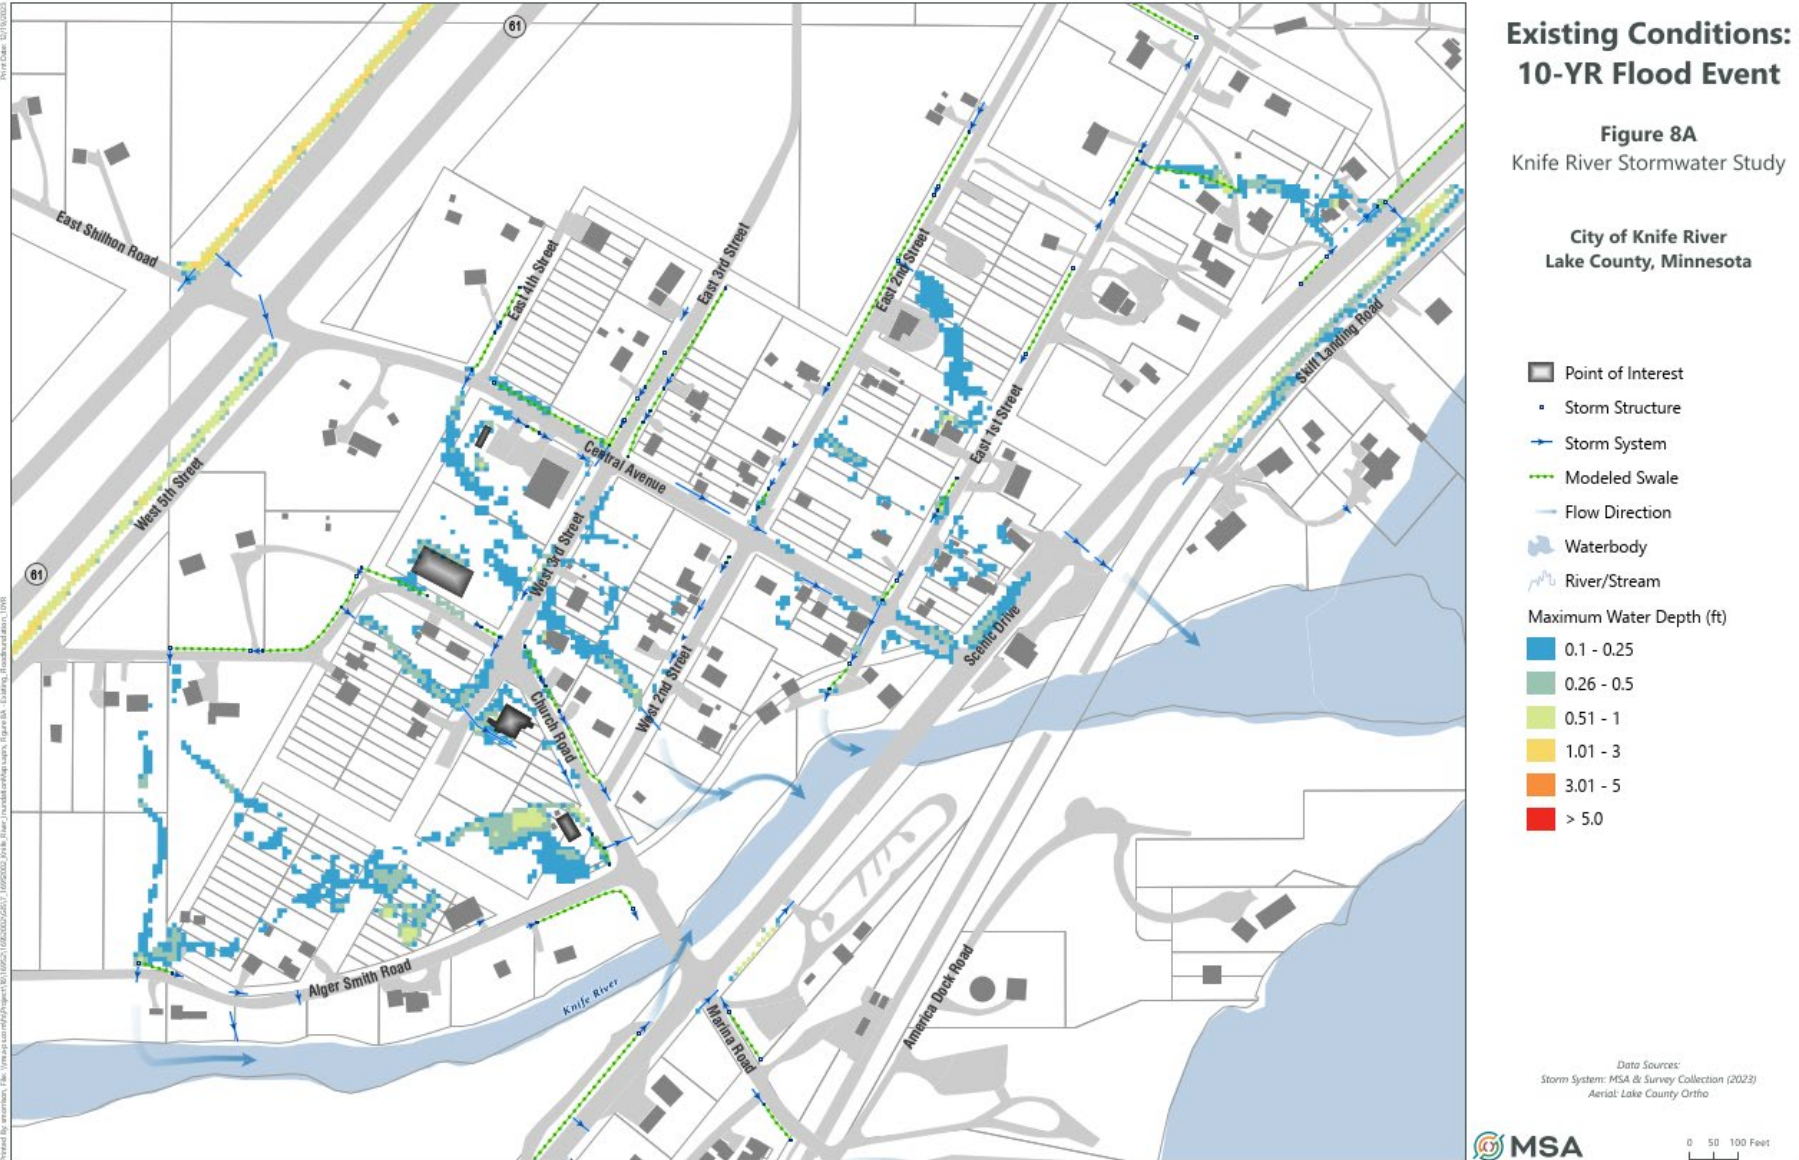 Existing Conditions:
10-YR Flood Event
Figure 8A
Knife River Stormwater Study
City of Knife River
Lake County, Minnesota
Point of Interest
Storm Structure
Storm System
Modeled Swale
Flow Direction
Waterbody
River/Stream
Maximum Water Depth (ft)
0.1 - 0.25
0.26 - 0.5
0.51 - 1
1.01 - 3
3.01 - 5
> 5.0
Data Sources:
Storm System: MSA & Survey Collection (2023)
Aerial: Lake County Ortho
MSA
0 50 100 Feet
61
61
East Shilhon Road
West 5th Street
East 4th Street
East 3rd Street
East 2nd Street
East 1st Street
Skiff Landing Road
Central Avenue
West 3rd Street
West 2nd Street
Church Road
Scenic Drive
Alger Smith Road
Knife River
Marina Road
America Dock Road